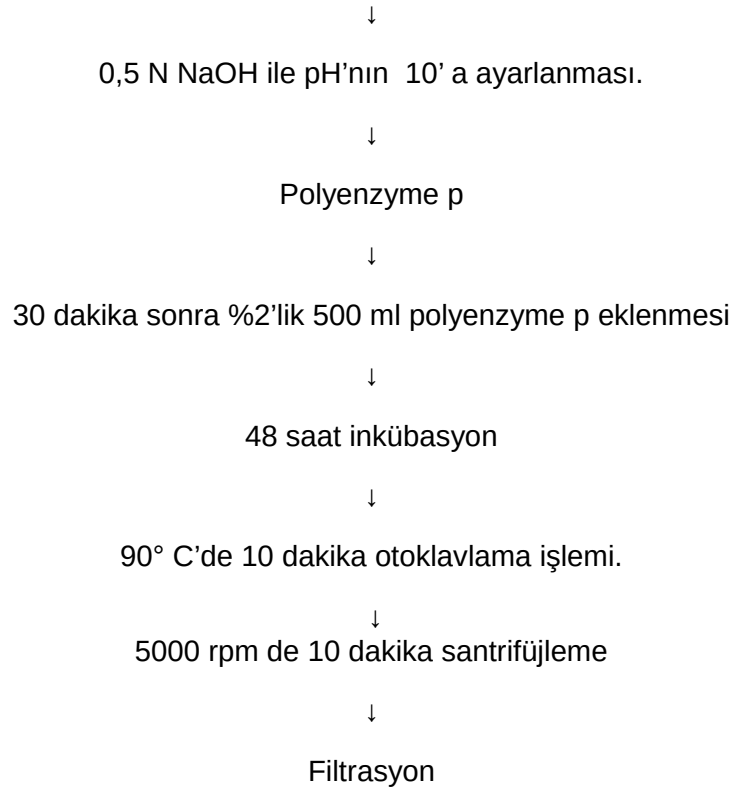 ↓
0,5 N NaOH ile pH’nın  10’ a ayarlanması.
↓
Polyenzyme p
↓
30 dakika sonra %2’lik 500 ml polyenzyme p eklenmesi
↓
48 saat inkübasyon
↓
90° C’de 10 dakika otoklavlama işlemi.
↓
5000 rpm de 10 dakika santrifüjleme
↓
Filtrasyon